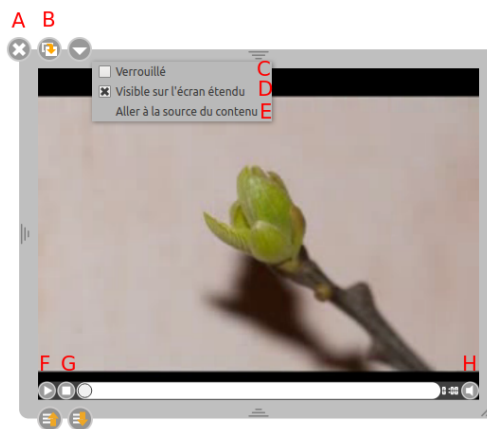 A B
Verrouillé C
Visible sur l'écran étendu D
Aller à la source du contenu E
F G H